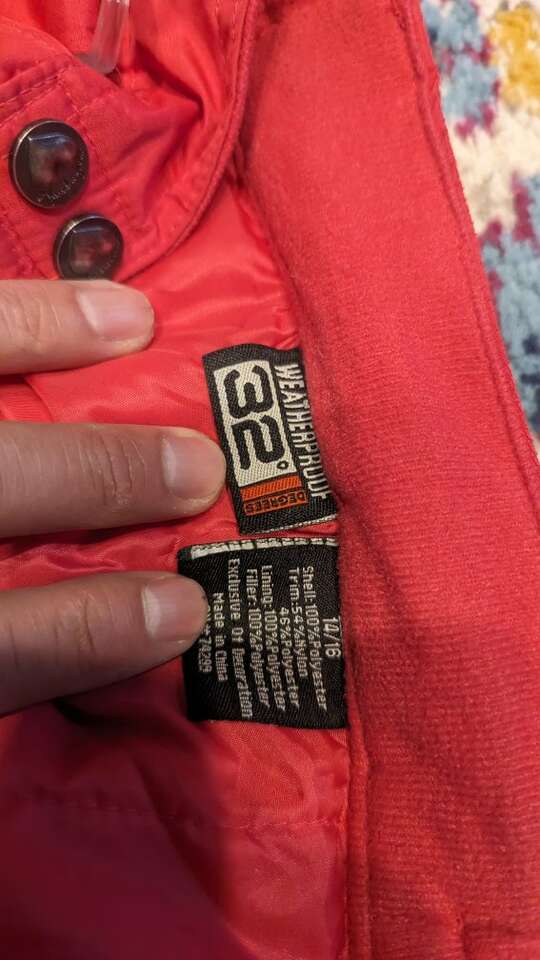 WEATHERPROOF
32°
DEGREES
14/16
Shell:100%Polyester
Trim:54%Nylon
46%Polyester
Lining:100%Polyester
Filler:100%Polyester
Exclusive Of Decoration
Made in China